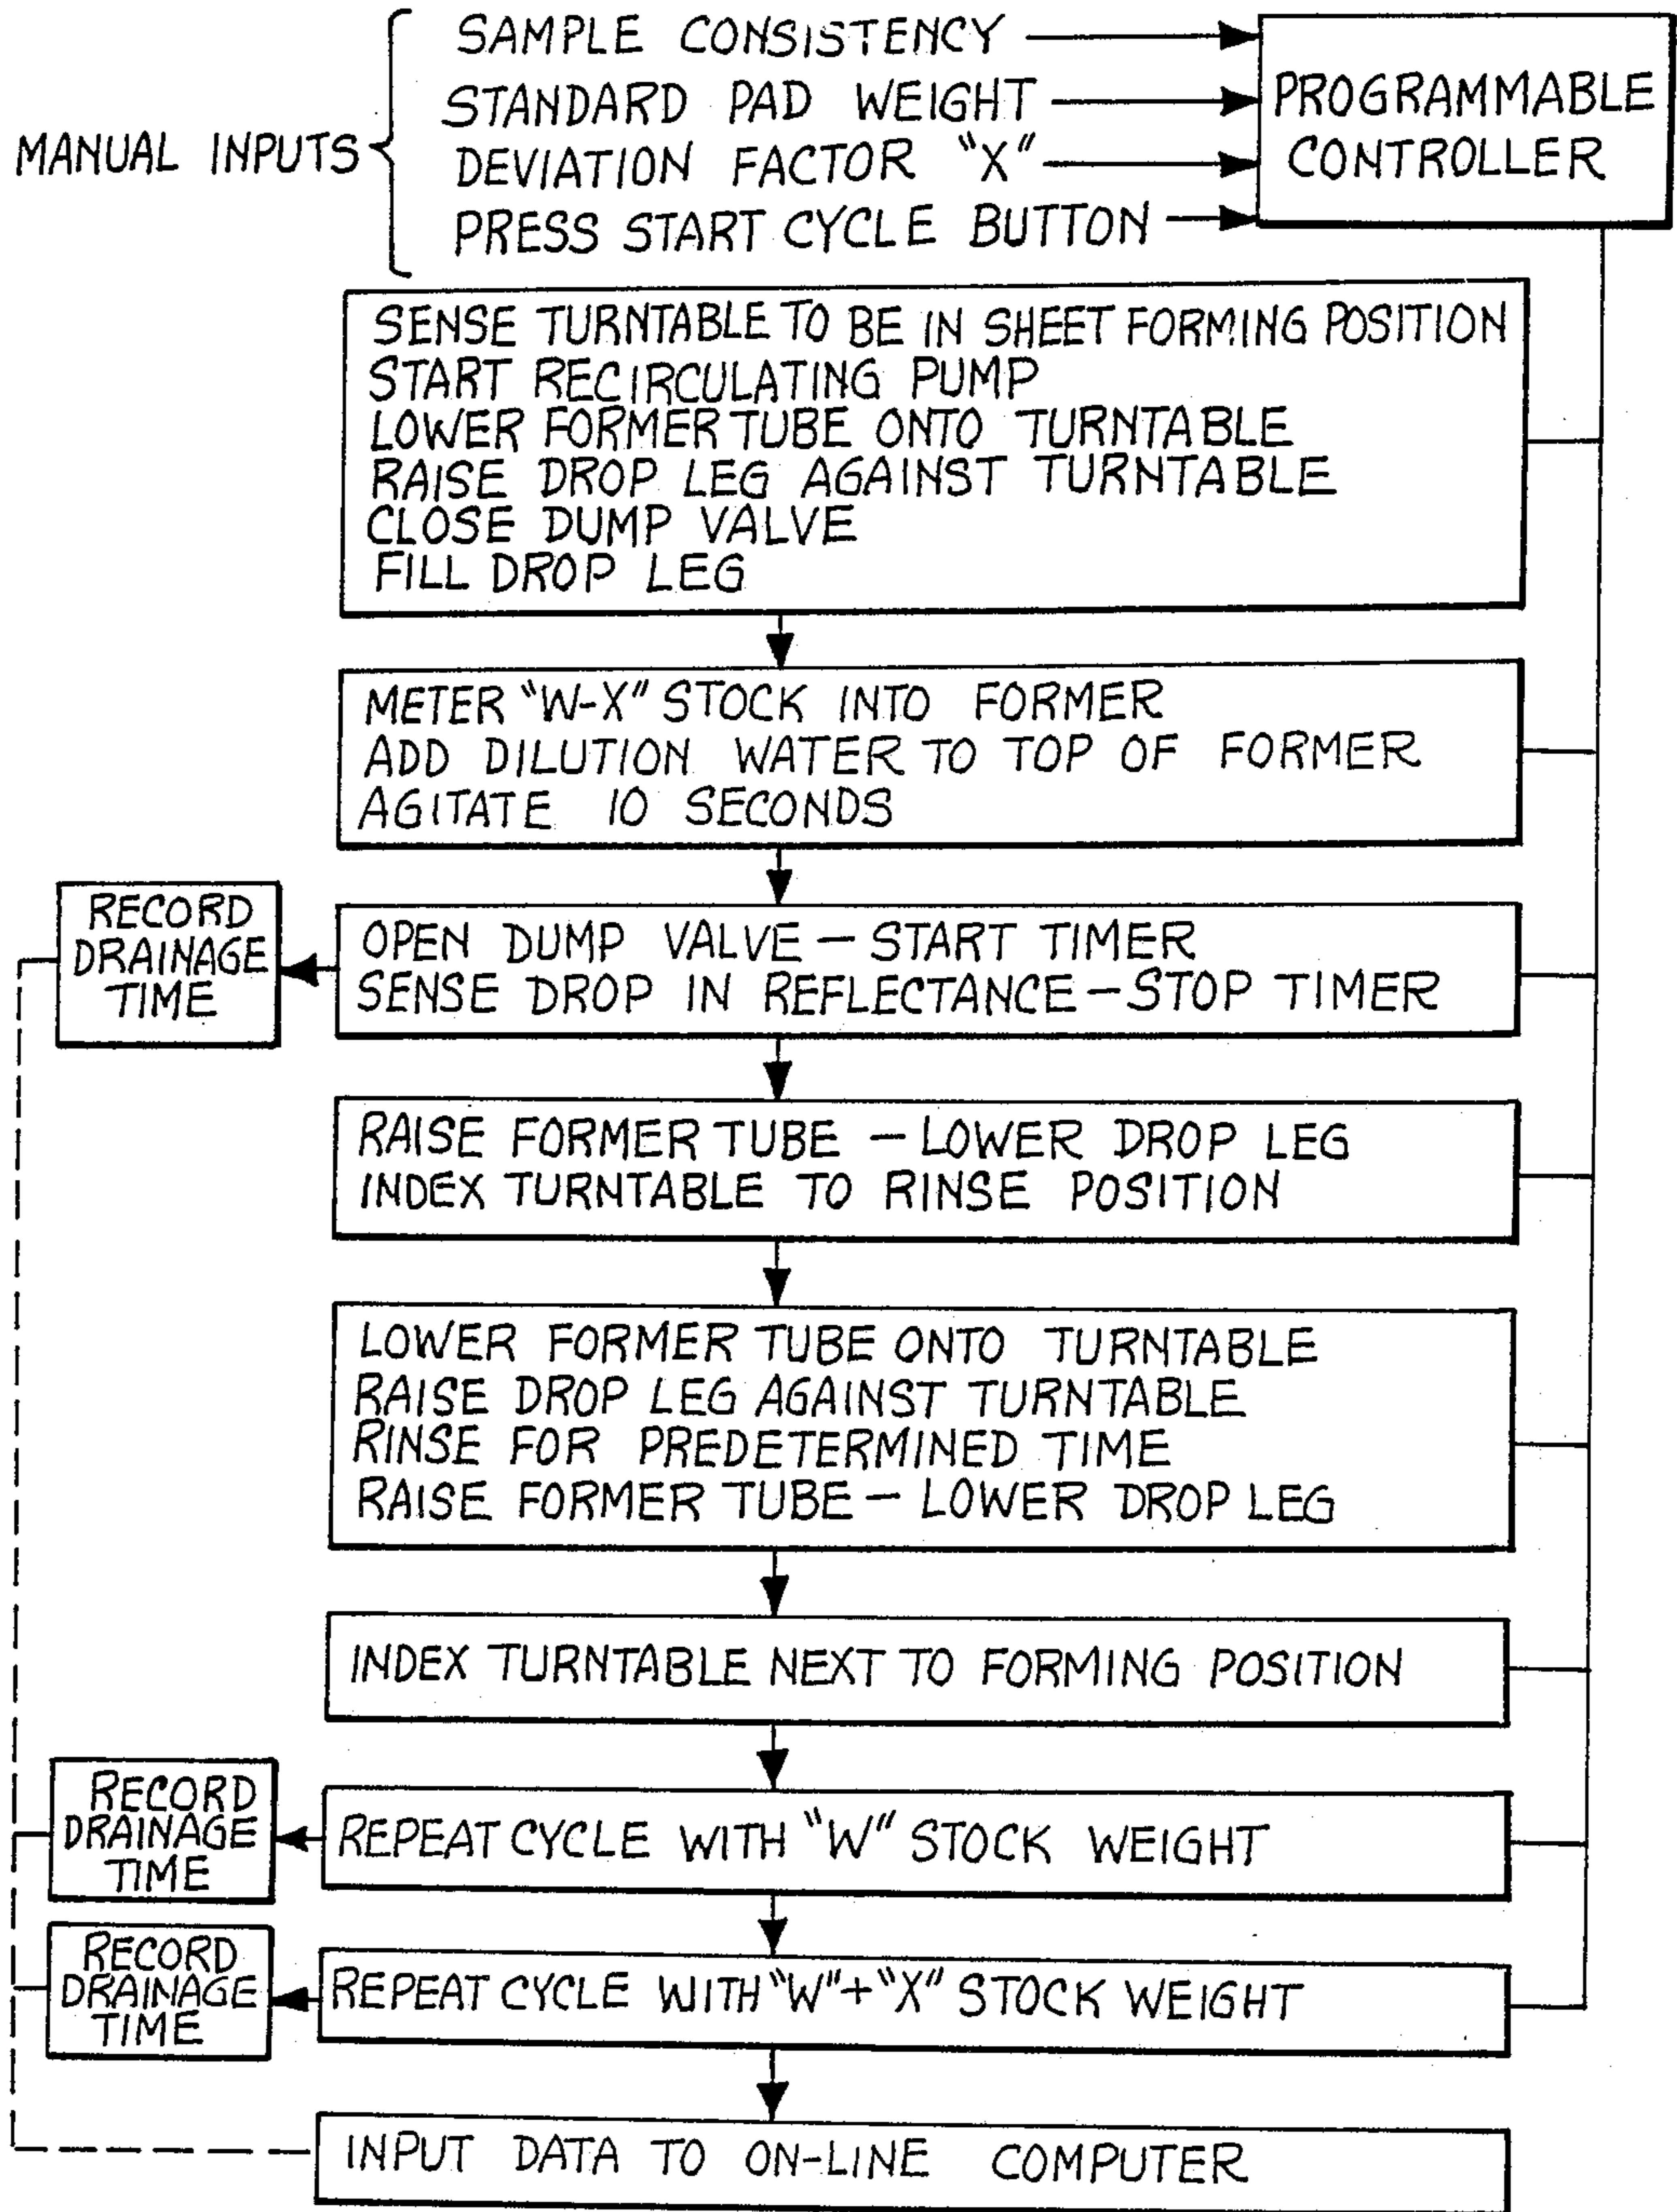 MANUAL INPUTS
SAMPLE CONSISTENCY
STANDARD PAD WEIGHT
DEVIATION FACTOR "X"
PRESS START CYCLE BUTTON
PROGRAMMABLE
CONTROLLER
SENSE TURNTABLE TO BE IN SHEET FORMING POSITION
START RECIRCULATING PUMP
LOWER FORMER TUBE ONTO TURNTABLE
RAISE DROP LEG AGAINST TURNTABLE
CLOSE DUMP VALVE
FILL DROP LEG
METER "W-X" STOCK INTO FORMER
ADD DILUTION WATER TO TOP OF FORMER
AGITATE 10 SECONDS
RECORD
DRAINAGE
TIME
OPEN DUMP VALVE – START TIMER
SENSE DROP IN REFLECTANCE – STOP TIMER
RAISE FORMER TUBE – LOWER DROP LEG
INDEX TURNTABLE TO RINSE POSITION
LOWER FORMER TUBE ONTO TURNTABLE
RAISE DROP LEG AGAINST TURNTABLE
RINSE FOR PREDETERMINED TIME
RAISE FORMER TUBE – LOWER DROP LEG
INDEX TURNTABLE NEXT TO FORMING POSITION
RECORD
DRAINAGE
TIME
REPEAT CYCLE WITH "W" STOCK WEIGHT
RECORD
DRAINAGE
TIME
REPEAT CYCLE WITH "W"+"X" STOCK WEIGHT
INPUT DATA TO ON-LINE COMPUTER